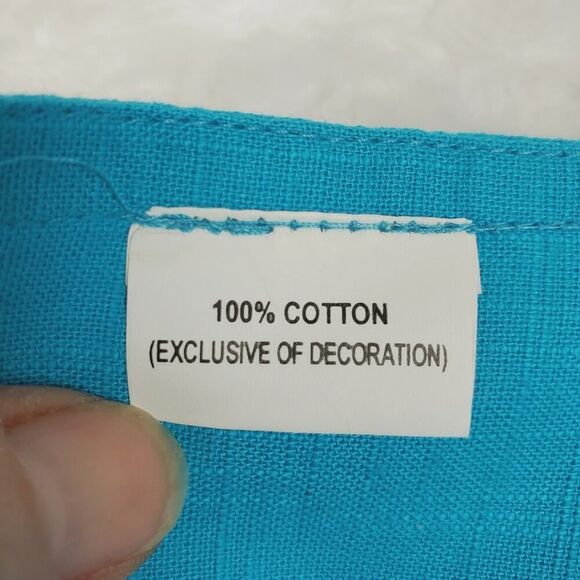 100% COTTON
(EXCLUSIVE OF DECORATION)